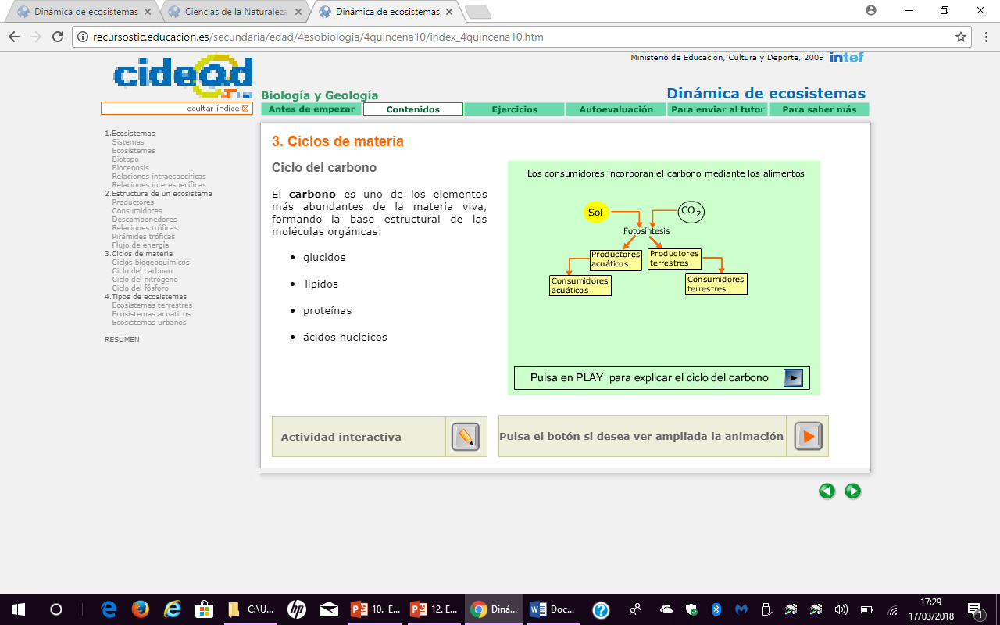 Dinámica de ecosistemas
Ciencias de la Naturaleza
Dinámica de ecosistemas
recursostic.educacion.es/secundaria/edad/4esobiologia/4quincena10/index_4quincena10.htm
Ministerio de Educación, Cultura y Deporte, 2009 intef
cidead
Biología y Geología
Dinámica de ecosistemas
ocultar índice
Antes de empezar
Contenidos
Ejercicios
Autoevaluación
Para enviar al tutor
Para saber más
1.Ecosistemas
Sistemas
Ecosistemas
Biotopo
Biocenosis
Relaciones intraespecíficas
Relaciones interespecíficas
2.Estructura de un ecosistema
Productores
Consumidores
Descomponedores
Relaciones tróficas
Pirámides tróficas
Flujo de energía
3.Ciclos de materia
Ciclos biogeoquímicos
Ciclo del carbono
Ciclo del nitrógeno
Ciclo del fósforo
4.Tipos de ecosistemas
Ecosistemas terrestres
Ecosistemas acuáticos
Ecosistemas urbanos
RESUMEN
3. Ciclos de materia
Ciclo del carbono
El carbono es uno de los elementos
más abundantes de la materia viva,
formando la base estructural de las
moléculas orgánicas:
• glucidos
• lípidos
• proteínas
• ácidos nucleicos
Los consumidores incorporan el carbono mediante los alimentos
Sol
CO2
Fotosíntesis
Productores
acuáticos
Productores
terrestres
Consumidores
acuáticos
Consumidores
terrestres
Pulsa en PLAY para explicar el ciclo del carbono
Actividad interactiva
Pulsa el botón si desea ver ampliada la animación
C:\U...
hp
10. E...
12. E...
Diná...
Doc...
17:29
17/03/2018
1